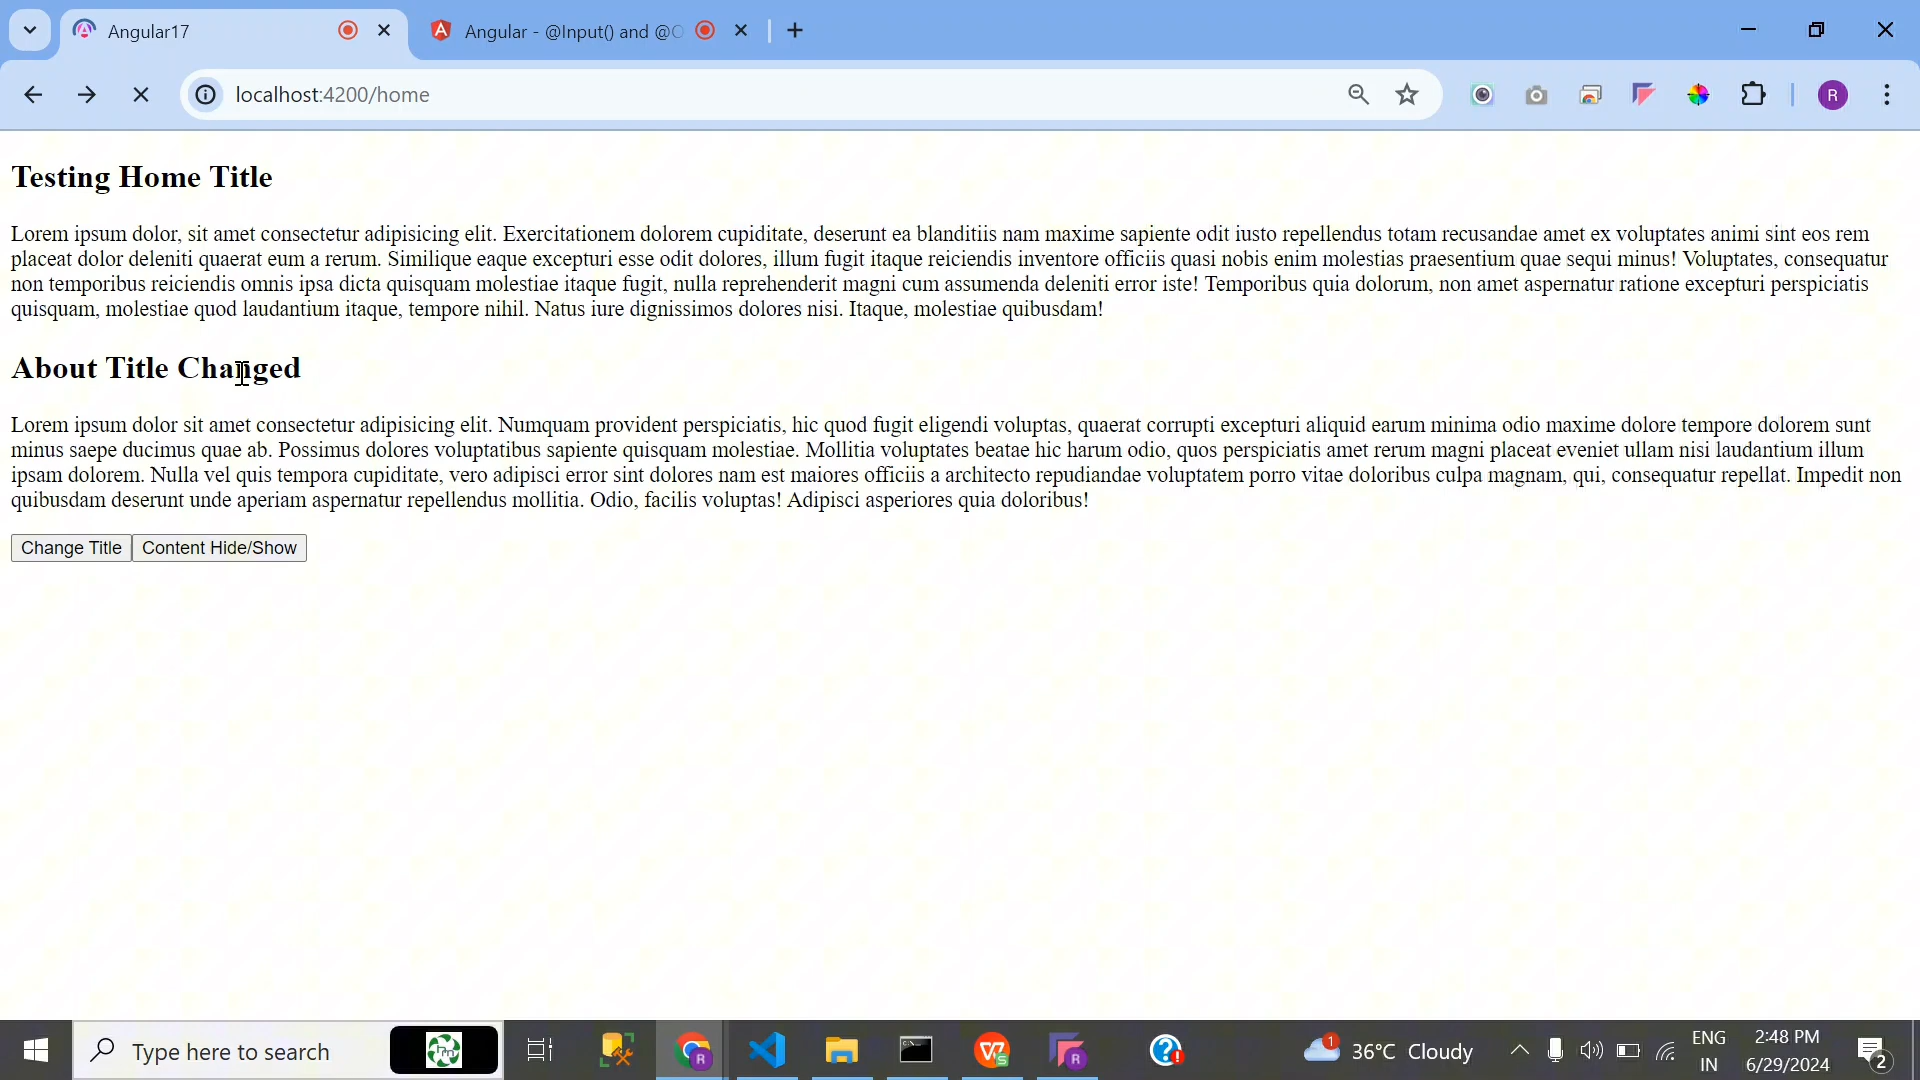 Angular17
Angular - @Input() and @O
localhost:4200/home
R
Testing Home Title
Lorem ipsum dolor, sit amet consectetur adipisicing elit. Exercitationem dolorem cupiditate, deserunt ea blanditiis nam maxime sapiente odit iusto repellendus totam recusandae amet ex voluptates animi sint eos rem
placeat dolor deleniti quaerat eum a rerum. Similique eaque excepturi esse odit dolores, illum fugit itaque reiciendis inventore officiis quasi nobis enim molestias praesentium quae sequi minus! Voluptates, consequatur
non temporibus reiciendis omnis ipsa dicta quisquam molestiae itaque fugit, nulla reprehenderit magni cum assumenda deleniti error iste! Temporibus quia dolorum, non amet aspernatur ratione excepturi perspiciatis
quisquam, molestiae quod laudantium itaque, tempore nihil. Natus iure dignissimos dolores nisi. Itaque, molestiae quibusdam!
About Title Changed
Lorem ipsum dolor sit amet consectetur adipisicing elit. Numquam provident perspiciatis, hic quod fugit eligendi voluptas, quaerat corrupti excepturi aliquid earum minima odio maxime dolore tempore dolorem sunt
minus saepe ducimus quae ab. Possimus dolores voluptatibus sapiente quisquam molestiae. Mollitia voluptates beatae hic harum odio, quos perspiciatis amet rerum magni placeat eveniet ullam nisi laudantium illum
ipsam dolorem. Nulla vel quis tempora cupiditate, vero adipisci error sint dolores nam est maiores officiis a architecto repudiandae voluptatem porro vitae doloribus culpa magnam, qui, consequatur repellat. Impedit non
quibusdam deserunt unde aperiam aspernatur repellendus mollitia. Odio, facilis voluptas! Adipisci asperiores quia doloribus!
Change Title Content Hide/Show
Type here to search
R
R
1
36°C Cloudy
ENG
IN
2:48 PM
6/29/2024
2